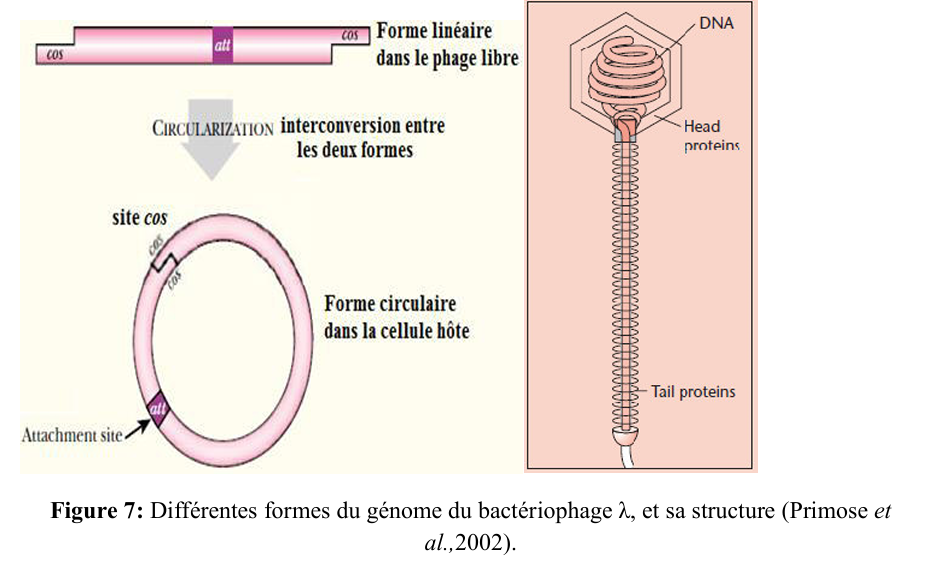 cos
att
cos
Forme linéaire
dans le phage libre
CIRCULARIZATION interconversion entre
les deux formes
site cos
cos
cos
Forme circulaire
dans la cellule hôte
att
Attachment site
DNA
Head
proteins
Tail proteins
Figure 7: Différentes formes du génome du bactériophage λ, et sa structure (Primose et
al.,2002).